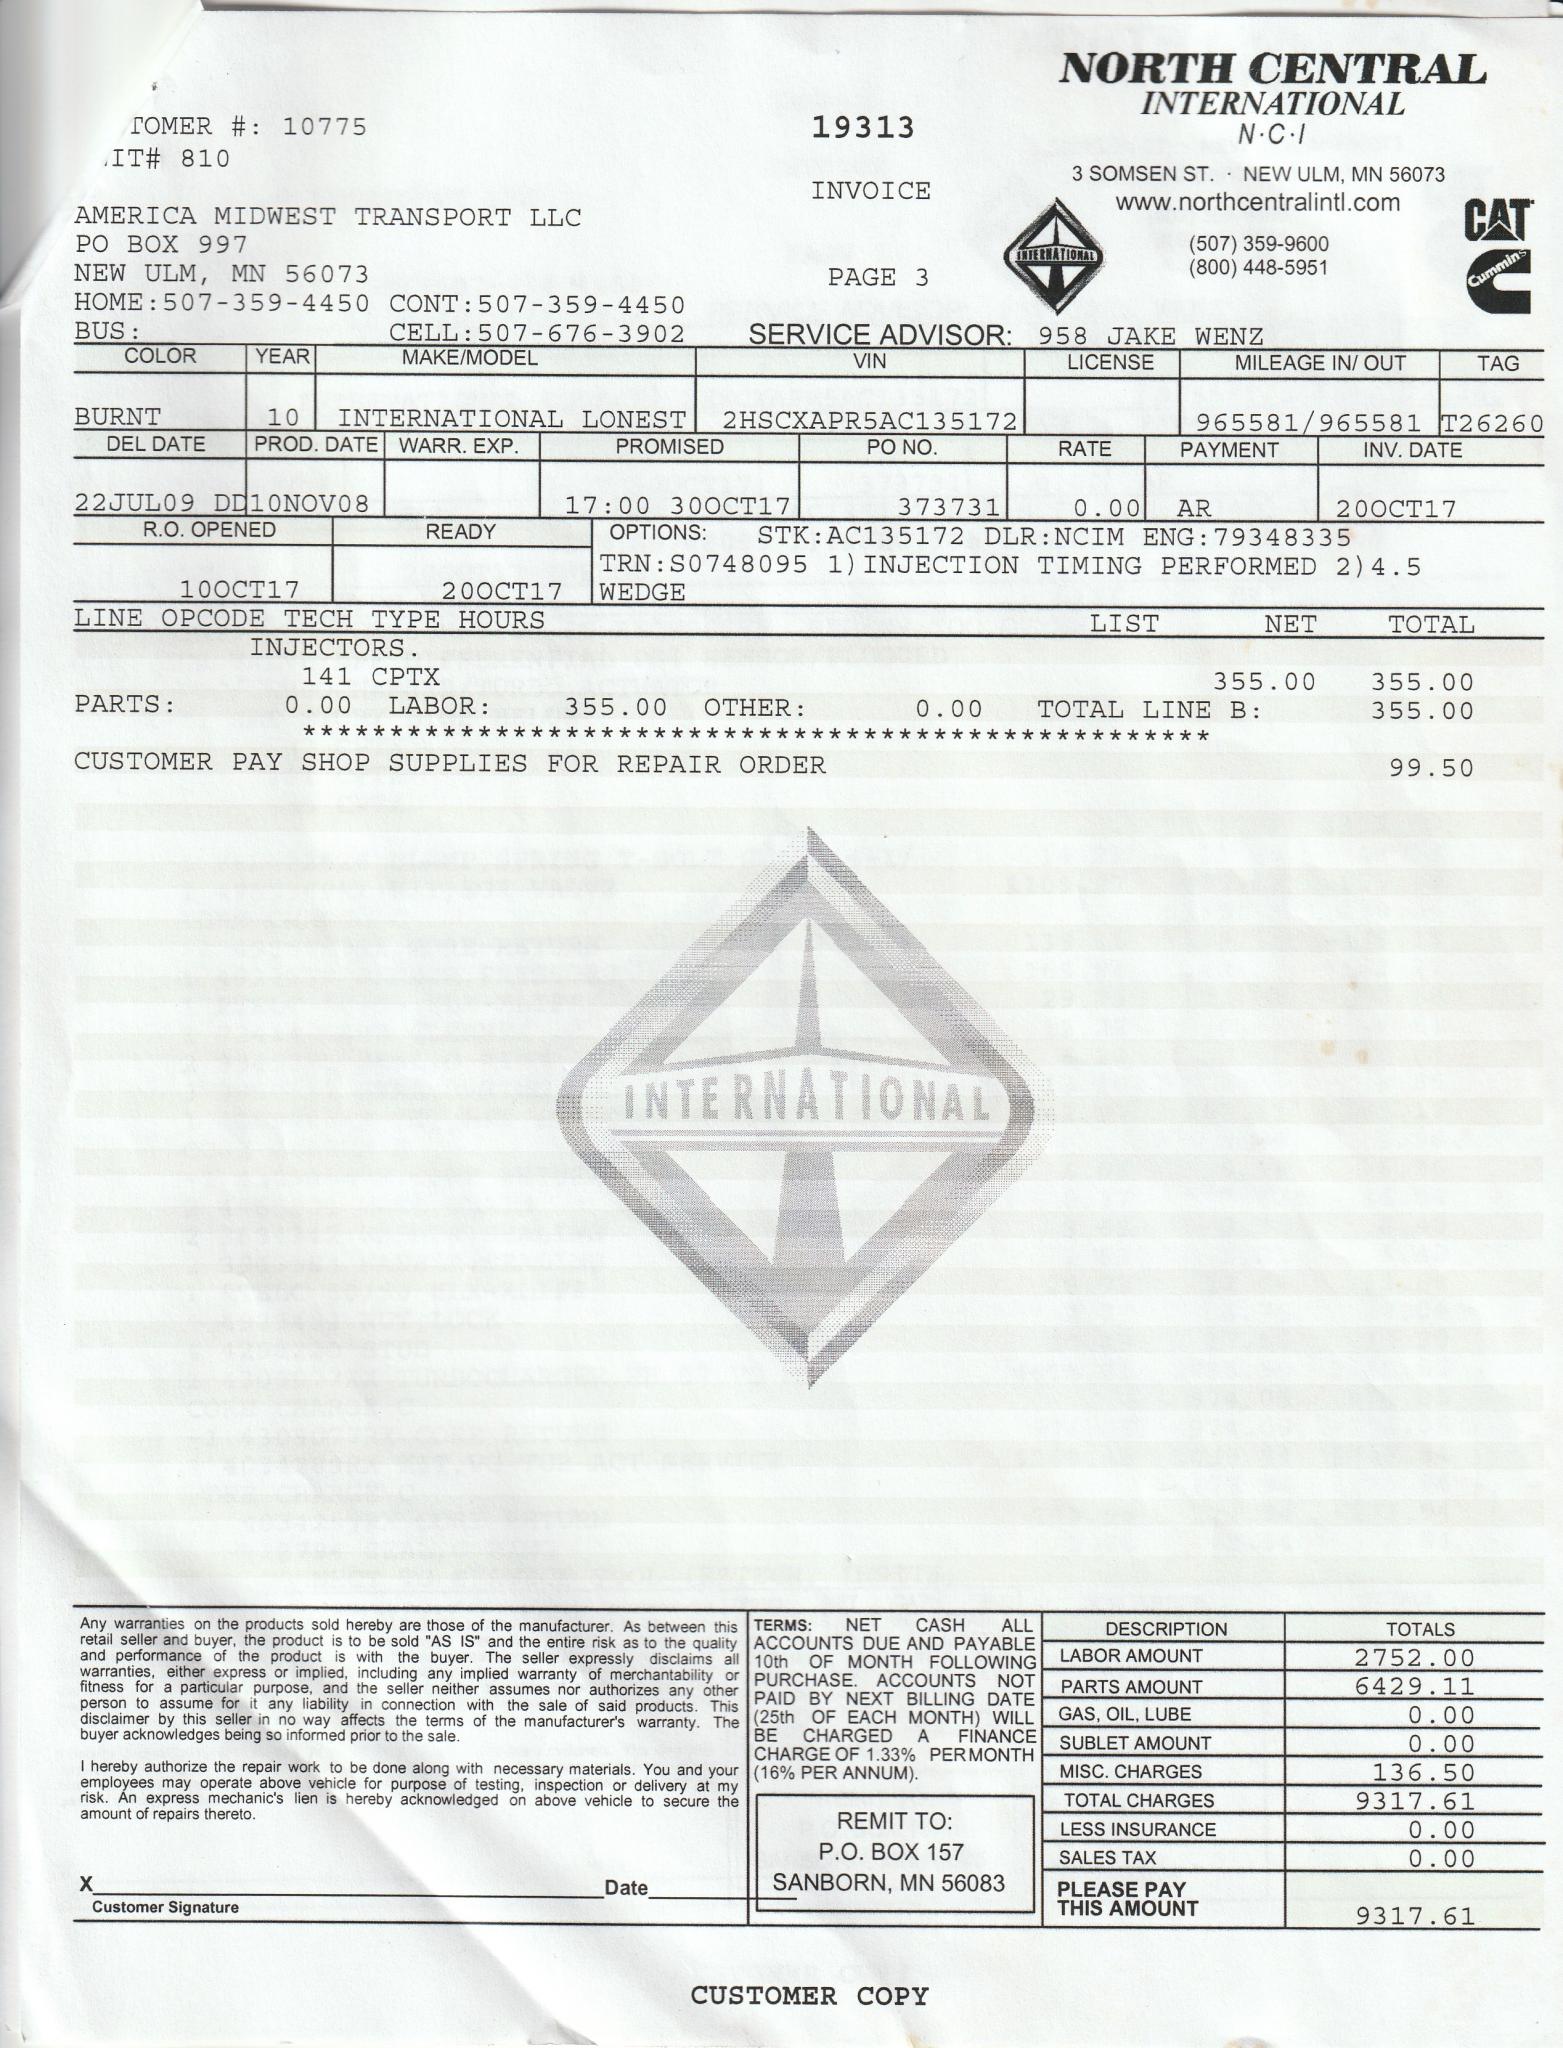 NORTH CENTRAL
INTERNATIONAL
N·C·I
3 SOMSEN ST. · NEW ULM, MN 56073
www.northcentralintl.com
(507) 359-9600
(800) 448-5951
INTERNATIONAL
CAT
Cummins
TOMER #: 10775
IT# 810
19313
INVOICE
PAGE 3
AMERICA MIDWEST TRANSPORT LLC
PO BOX 997
NEW ULM, MN 56073
HOME:507-359-4450 CONT:507-359-4450
BUS: CELL:507-676-3902
SERVICE ADVISOR: 958 JAKE WENZ
COLOR YEAR MAKE/MODEL VIN LICENSE MILEAGE IN/ OUT TAG
BURNT 10 INTERNATIONAL LONEST 2HSCXAPR5AC135172 965581/965581 T26260
DEL DATE PROD. DATE WARR. EXP. PROMISED PO NO. RATE PAYMENT INV. DATE
22JUL09 DD 10NOV08 17:00 30OCT17 373731 0.00 AR 20OCT17
R.O. OPENED READY OPTIONS: STK:AC135172 DLR:NCIM ENG:79348335
TRN:S0748095 1)INJECTION TIMING PERFORMED 2)4.5
10OCT17 20OCT17 WEDGE
LINE OPCODE TECH TYPE HOURS LIST NET TOTAL
INJECTORS.
141 CPTX 355.00 355.00
PARTS: 0.00 LABOR: 355.00 OTHER: 0.00 TOTAL LINE B: 355.00
****************************************************
CUSTOMER PAY SHOP SUPPLIES FOR REPAIR ORDER 99.50
INTERNATIONAL
Any warranties on the products sold hereby are those of the manufacturer. As between this
retail seller and buyer, the product is to be sold "AS IS" and the entire risk as to the quality
and performance of the product is with the buyer. The seller expressly disclaims all
warranties, either express or implied, including any implied warranty of merchantability or
fitness for a particular purpose, and the seller neither assumes nor authorizes any other
person to assume for it any liability in connection with the sale of said products. This
disclaimer by this seller in no way affects the terms of the manufacturer's warranty. The
buyer acknowledges being so informed prior to the sale.
I hereby authorize the repair work to be done along with necessary materials. You and your
employees may operate above vehicle for purpose of testing, inspection or delivery at my
risk. An express mechanic's lien is hereby acknowledged on above vehicle to secure the
amount of repairs thereto.
X Date
Customer Signature
TERMS: NET CASH ALL
ACCOUNTS DUE AND PAYABLE
10th OF MONTH FOLLOWING
PURCHASE. ACCOUNTS NOT
PAID BY NEXT BILLING DATE
(25th OF EACH MONTH) WILL
BE CHARGED A FINANCE
CHARGE OF 1.33% PER MONTH
(16% PER ANNUM).
REMIT TO:
P.O. BOX 157
SANBORN, MN 56083
DESCRIPTION TOTALS
LABOR AMOUNT 2752.00
PARTS AMOUNT 6429.11
GAS, OIL, LUBE 0.00
SUBLET AMOUNT 0.00
MISC. CHARGES 136.50
TOTAL CHARGES 9317.61
LESS INSURANCE 0.00
SALES TAX 0.00
PLEASE PAY
THIS AMOUNT 9317.61
CUSTOMER COPY